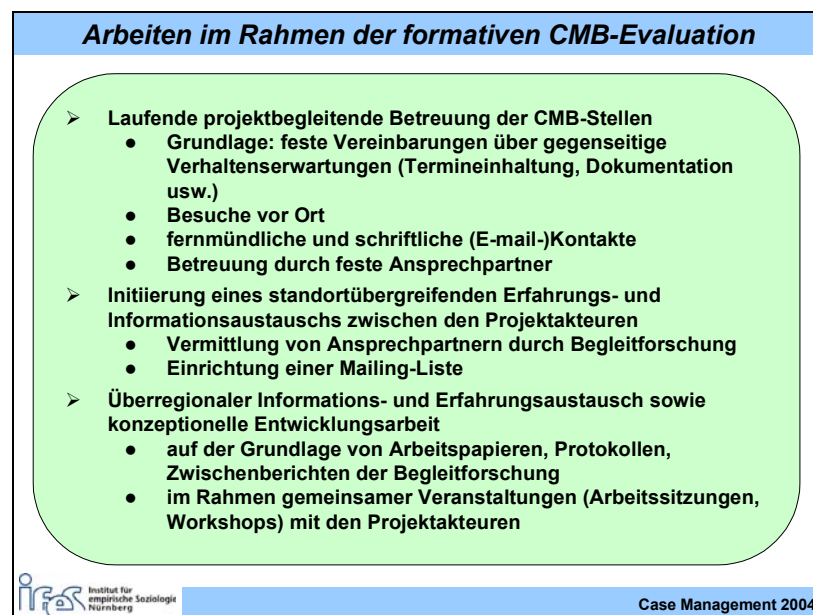 Arbeiten im Rahmen der formativen CMB-Evaluation
➢ Laufende projektbegleitende Betreuung der CMB-Stellen
● Grundlage: feste Vereinbarungen über gegenseitige
Verhaltenserwartungen (Termineinhaltung, Dokumentation
usw.)
● Besuche vor Ort
● fernmündliche und schriftliche (E-mail-)Kontakte
● Betreuung durch feste Ansprechpartner
➢ Initiierung eines standortübergreifenden Erfahrungs- und
Informationsaustauschs zwischen den Projektakteuren
● Vermittlung von Ansprechpartnern durch Begleitforschung
● Einrichtung einer Mailing-Liste
➢ Überregionaler Informations- und Erfahrungsaustausch sowie
konzeptionelle Entwicklungsarbeit
● auf der Grundlage von Arbeitspapieren, Protokollen,
Zwischenberichten der Begleitforschung
● im Rahmen gemeinsamer Veranstaltungen (Arbeitssitzungen,
Workshops) mit den Projektakteuren
ifes Institut für
empirische Soziologie
Nürnberg
Case Management 2004